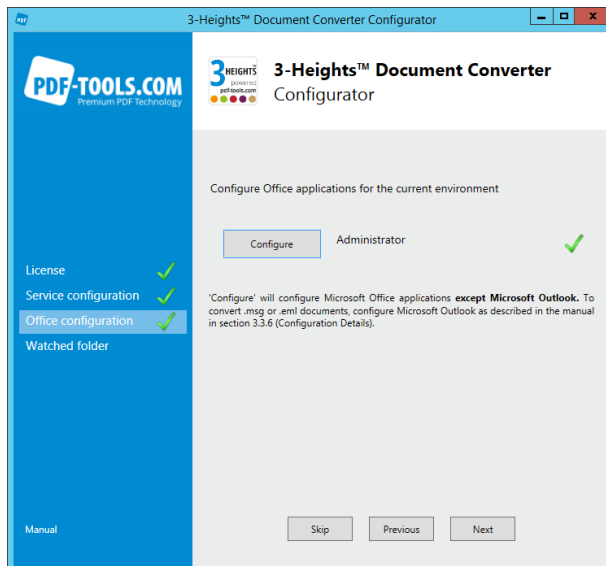 PDF
3-Heights™ Document Converter Configurator
x
PDF-TOOLS.COM
Premium PDF Technology
3 HEIGHTS™
powered
pdf-tools.com
3-Heights™ Document Converter
Configurator
Configure Office applications for the current environment
Configure
Administrator
License
Service configuration
Office configuration
Watched folder
'Configure' will configure Microsoft Office applications except Microsoft Outlook. To
convert .msg or .eml documents, configure Microsoft Outlook as described in the manual
in section 3.3.6 (Configuration Details).
Manual
Skip
Previous
Next